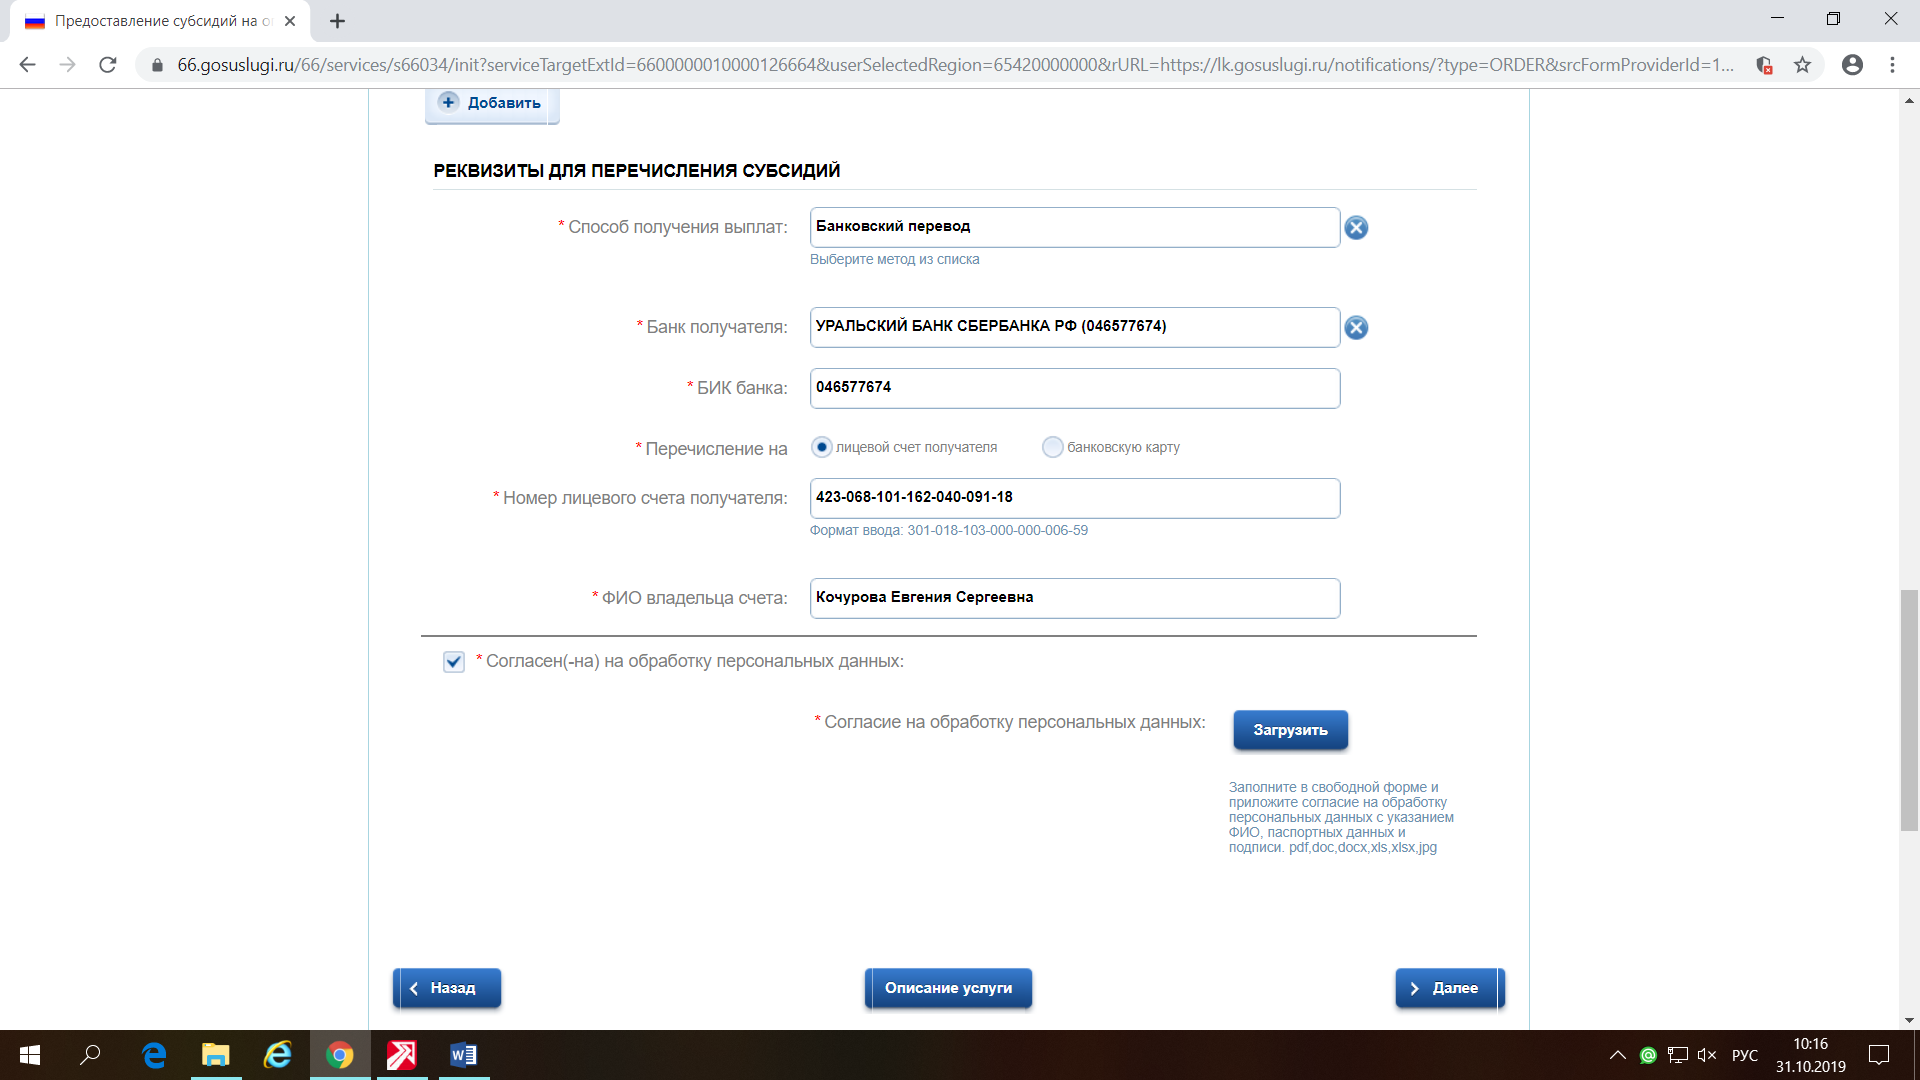 Предоставление субсидий на о
66.gosuslugi.ru/66/services/s66034/init?serviceTargetExtId=6600000010000126664&userSelectedRegion=65420000000&rURL=https://lk.gosuslugi.ru/notifications/?type=ORDER&srcFormProviderId=1...
Добавить
РЕКВИЗИТЫ ДЛЯ ПЕРЕЧИСЛЕНИЯ СУБСИДИЙ
* Способ получения выплат: Банковский перевод
Выберите метод из списка
* Банк получателя: УРАЛЬСКИЙ БАНК СБЕРБАНКА РФ (046577674)
* БИК банка: 046577674
* Перечисление на лицевой счет получателя банковскую карту
* Номер лицевого счета получателя: 423-068-101-162-040-091-18
Формат ввода: 301-018-103-000-000-006-59
* ФИО владельца счета: Кочурова Евгения Сергеевна
* Согласен(-на) на обработку персональных данных:
* Согласие на обработку персональных данных: Загрузить
Заполните в свободной форме и
приложите согласие на обработку
персональных данных с указанием
ФИО, паспортных данных и
подписи. pdf,doc,docx,xls,xlsx,jpg
Назад Описание услуги Далее
РУС
10:16
31.10.2019